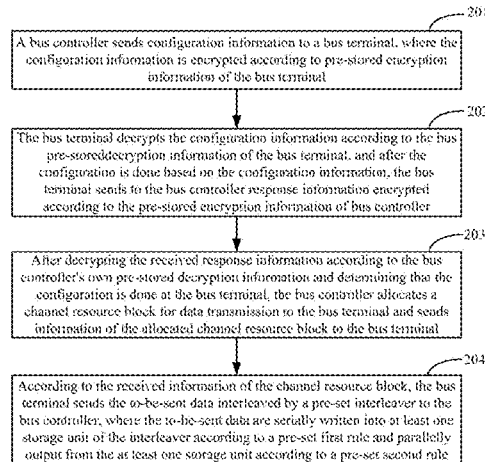 201
A bus controller sends configuration information to a bus terminal, where the
configuration information is encrypted according to pre-stored encryption
information of the bus terminal
202
The bus terminal decrypts the configuration information according to the bus
pre-storeddecryption information of the bus terminal, and after the
configuration is done based on the configuration information, the bus
terminal sends to the bus controller response information encrypted
according to the pre-stored encryption information of bus controller
203
After decrypting the received response information according to the bus
controller's own pre-stored decryption information and determining that the
configuration is done at the bus terminal, the bus controller allocates a
channel resource block for data transmission to the bus terminal and sends
information of the allocated channel resource block to the bus terminal
204
According to the received information of the channel resource block, the bus
terminal sends the to-be-sent data interleaved by a pre-set interleaver to the
bus controller, where the to-be-sent data are serially written into at least one
storage unit of the interleaver according to a pre-set first rule and parallelly
output from the at least one storage unit according to a pre-set second rule